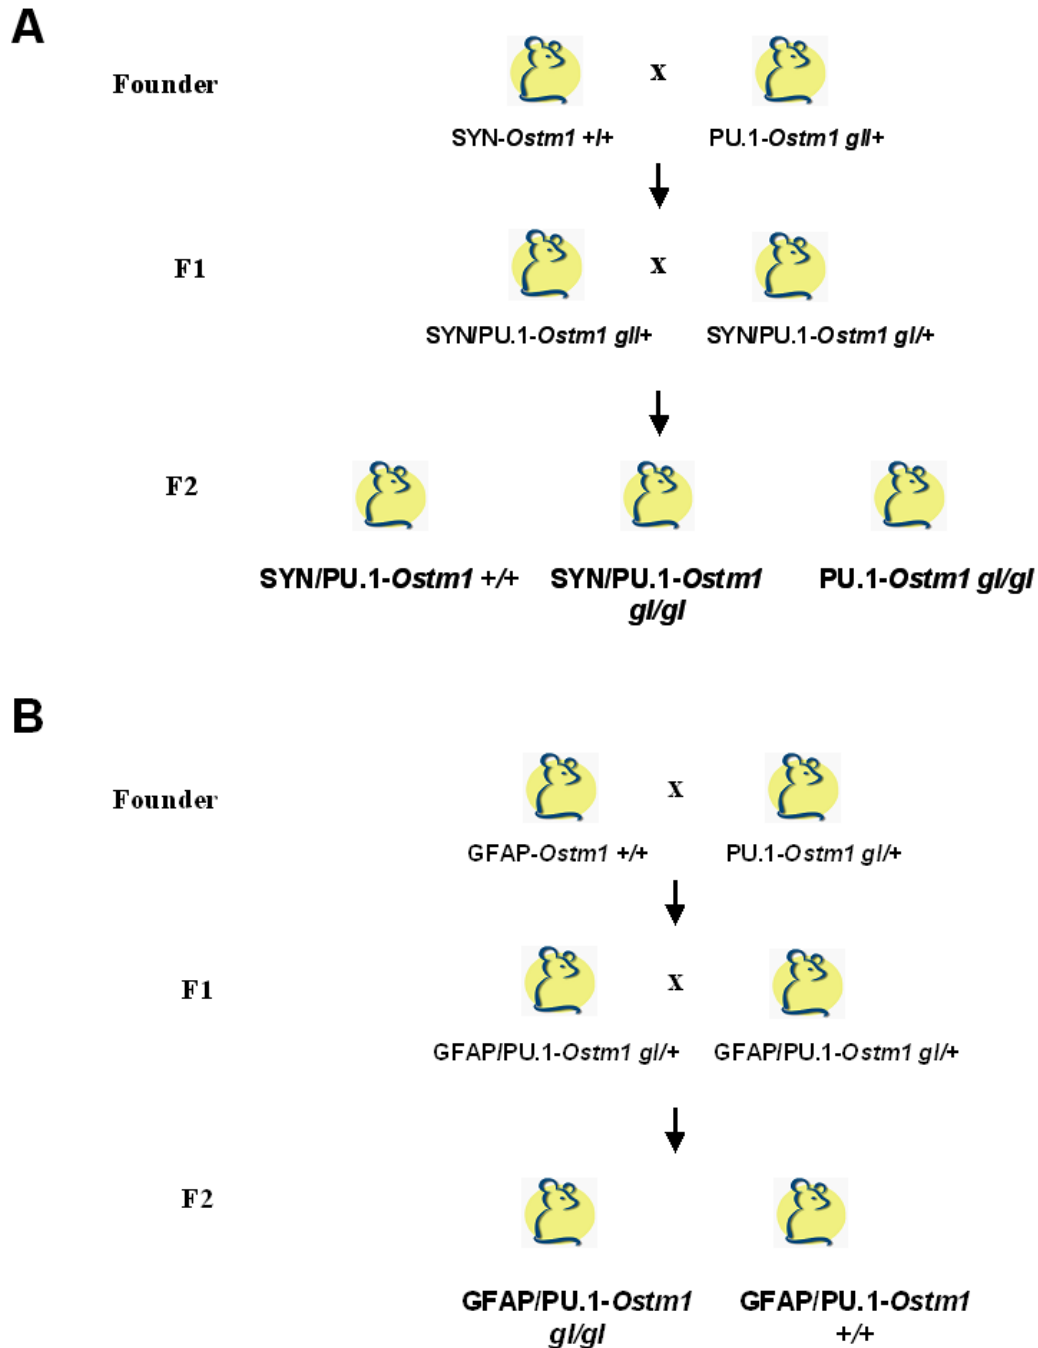 A
Founder
x
SYN-Ostm1 +/+ PU.1-Ostm1 gl/+
F1
x
SYN/PU.1-Ostm1 gl/+ SYN/PU.1-Ostm1 gl/+
F2
SYN/PU.1-Ostm1 +/+ SYN/PU.1-Ostm1 PU.1-Ostm1 gl/gl
gl/gl
B
Founder
x
GFAP-Ostm1 +/+ PU.1-Ostm1 gl/+
F1
x
GFAP/PU.1-Ostm1 gl/+ GFAP/PU.1-Ostm1 gl/+
F2
GFAP/PU.1-Ostm1 GFAP/PU.1-Ostm1
gl/gl +/+